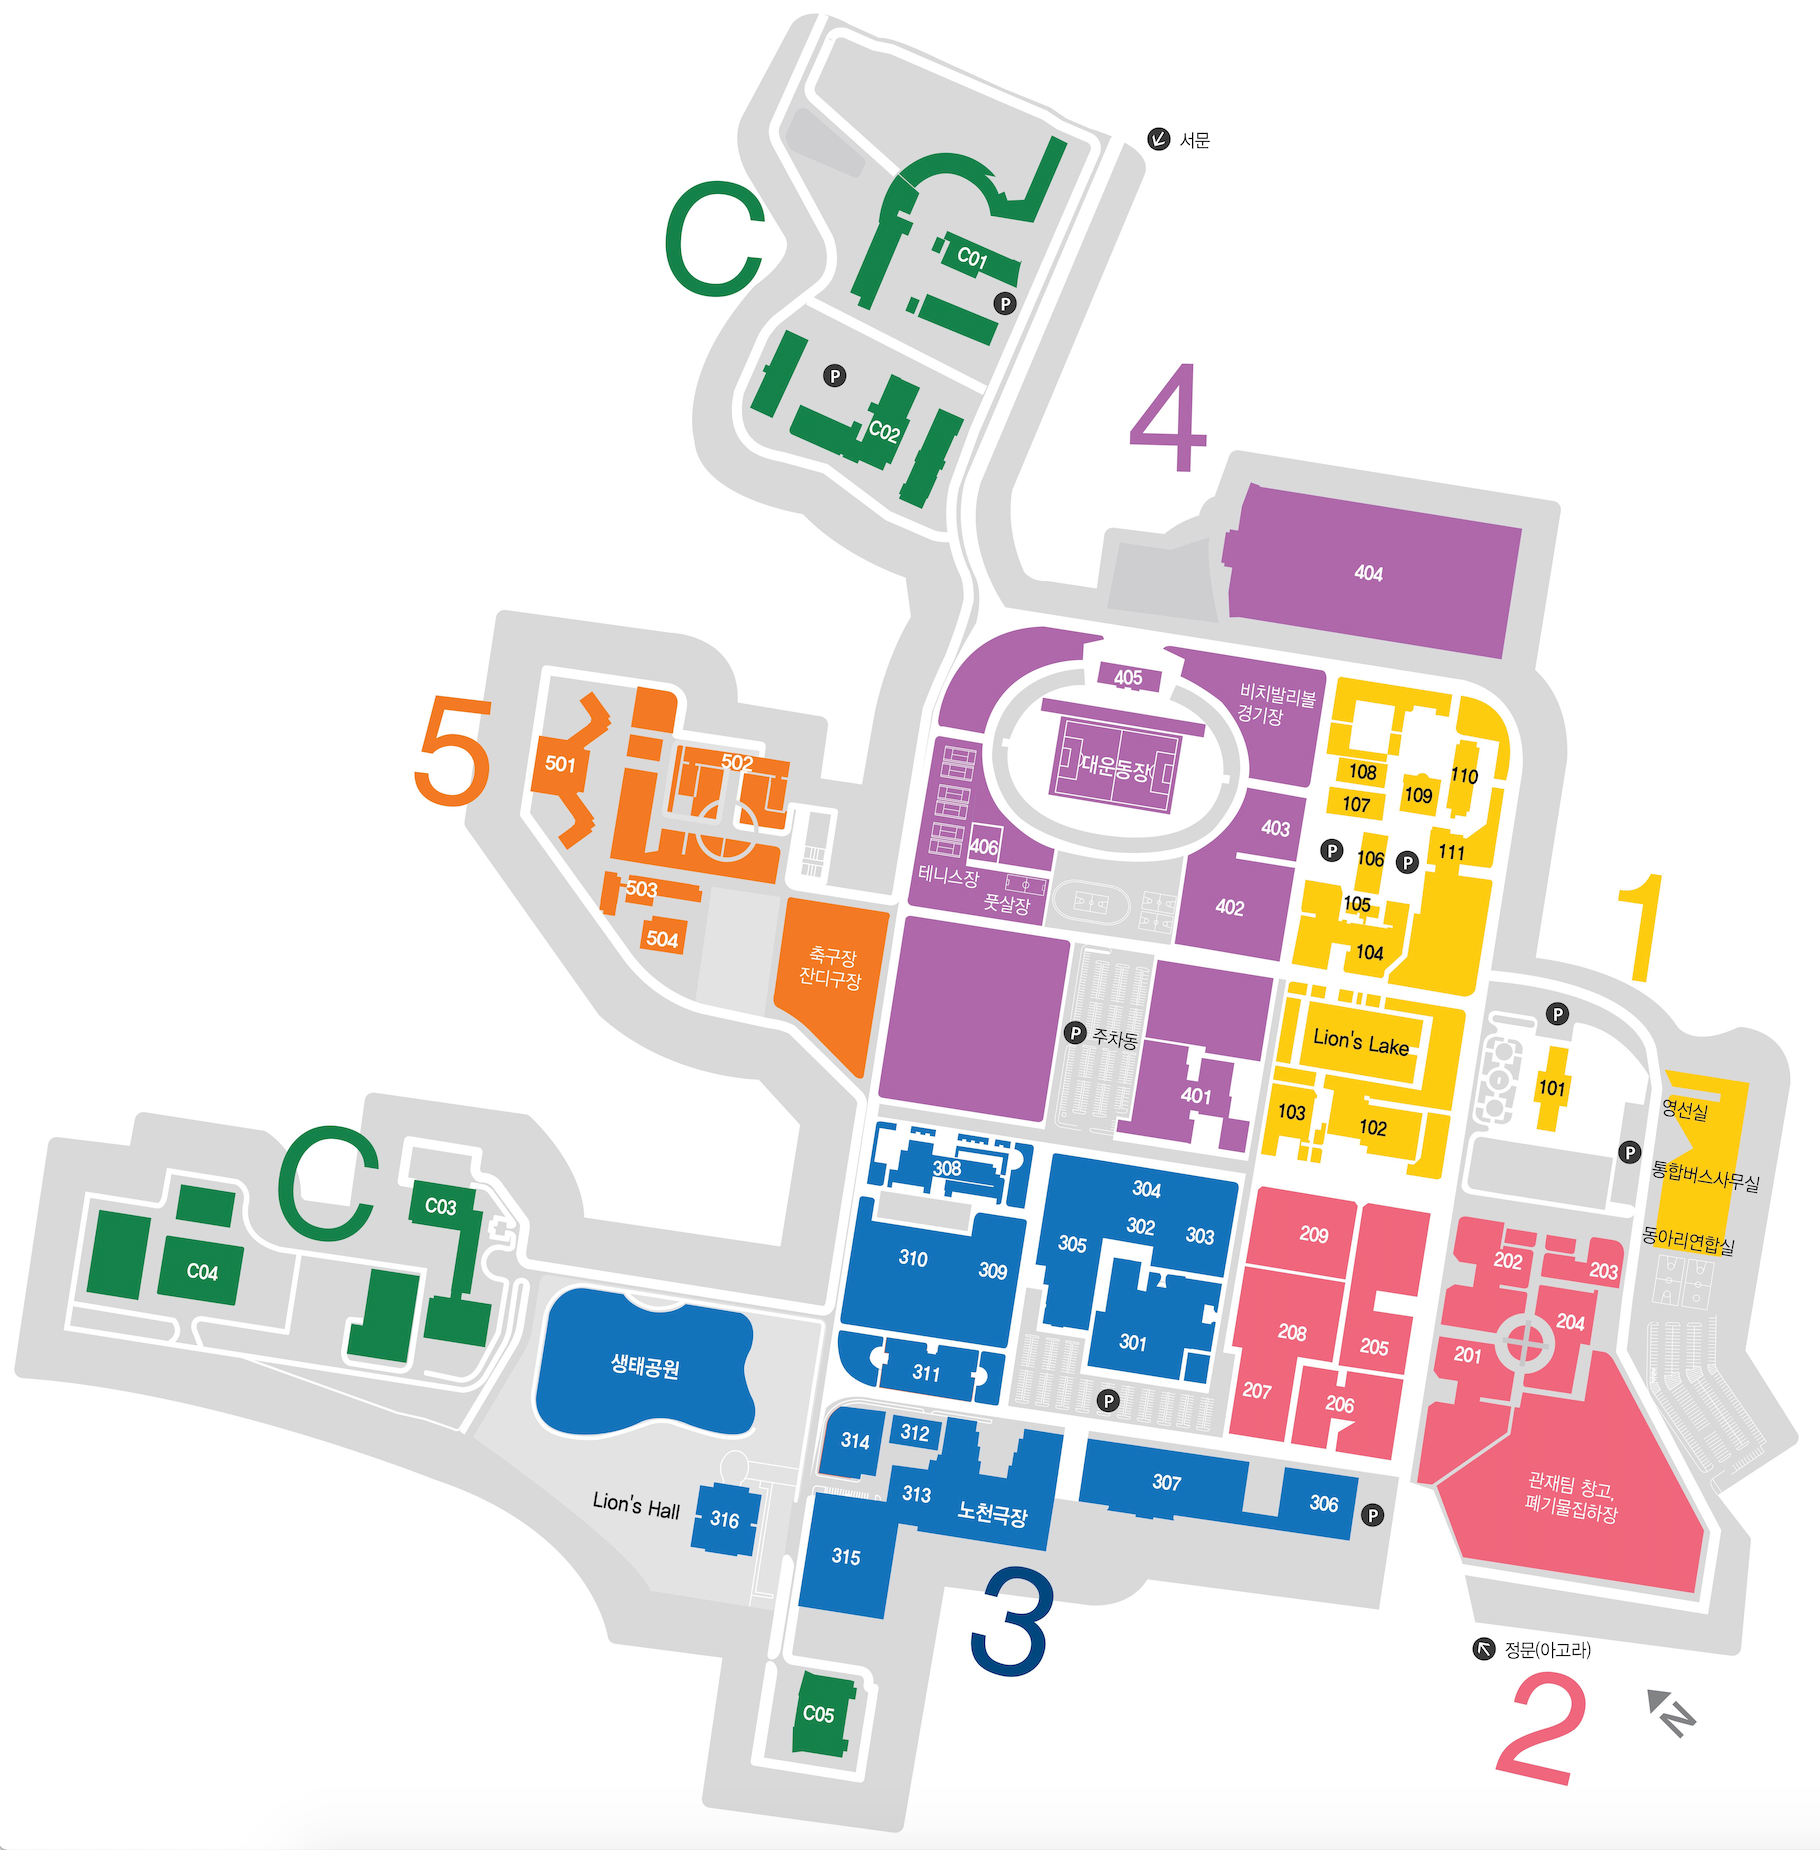 서문
C
C01
P
P
C02
4
404
405
비치발리볼
경기장
대운동장
403
406
테니스장
풋살장
402
5
501
502
503
504
축구장
잔디구장
108
110
109
107
P
106
P
111
105
104
1
P
주차동
401
Lion's Lake
103
102
P
101
영선실
P
통합버스사무실
동아리연합실
C
C03
C04
308
304
302
303
305
310
309
301
311
P
생태공원
209
208
205
207
206
202
203
204
201
관재팀 창고,
폐기물집하장
314
312
313
노천극장
307
306
P
Lion's Hall
316
315
3
C05
정문(아고라)
2
N